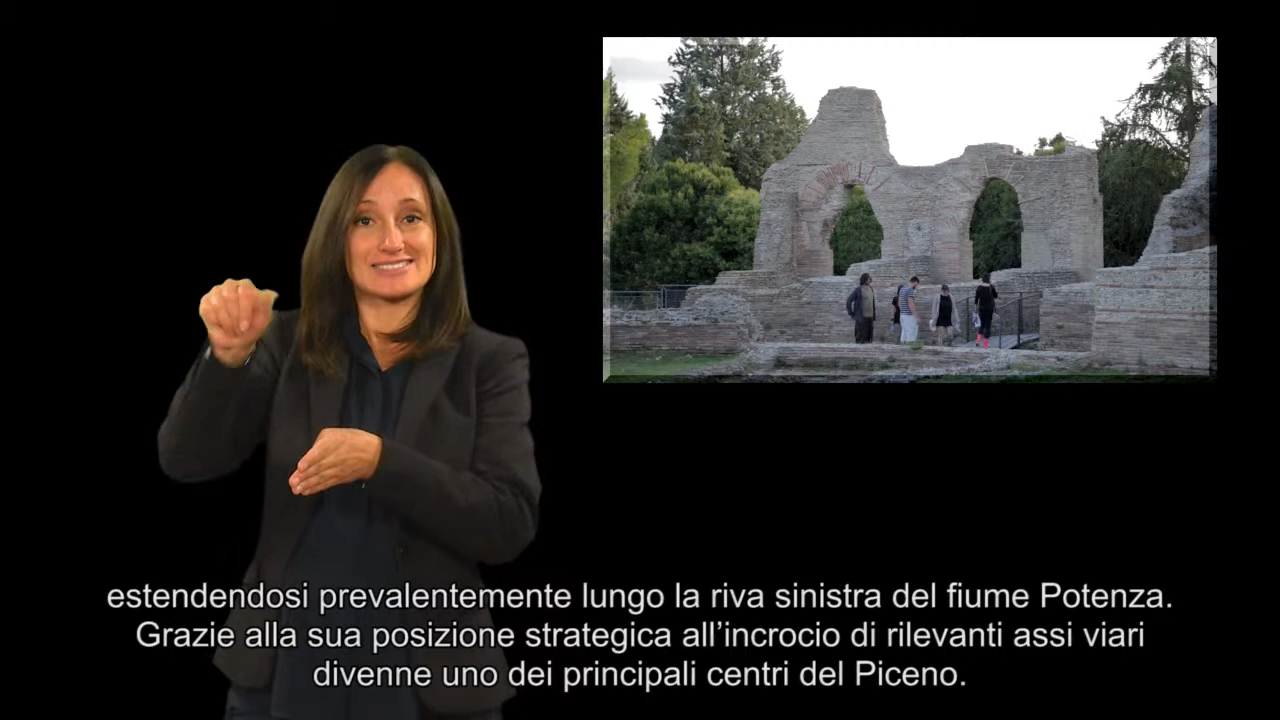 estendendosi prevalentemente lungo la riva sinistra del fiume Potenza.
Grazie alla sua posizione strategica all’incrocio di rilevanti assi viari
divenne uno dei principali centri del Piceno.